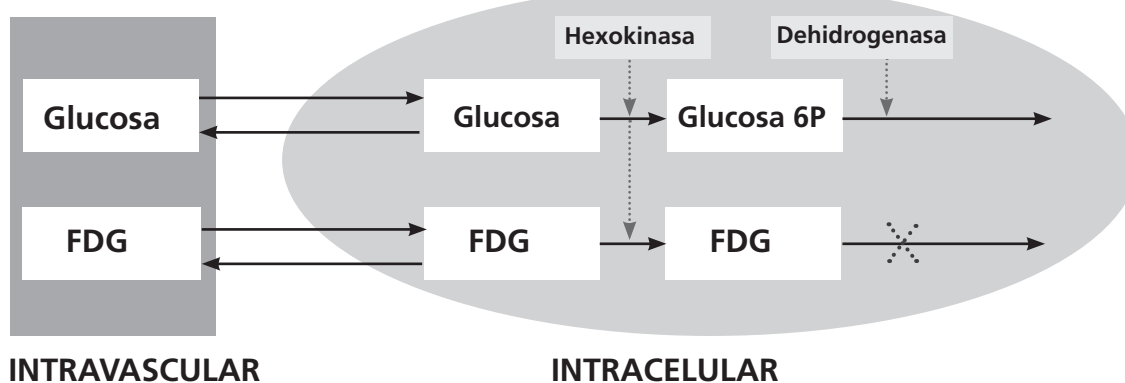 Hexokinasa
Dehidrogenasa
Glucosa
Glucosa
Glucosa 6P
FDG
FDG
FDG
INTRAVASCULAR
INTRACELULAR